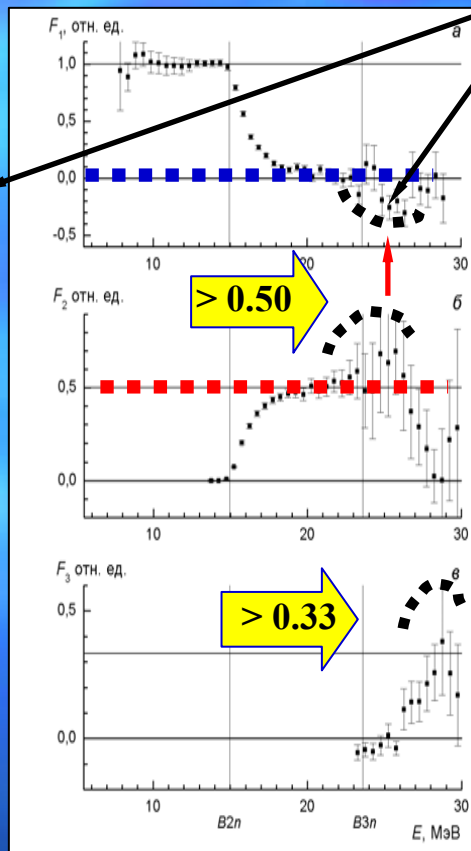 F₁, отн. ед.
а
1,0
0,5
0,0
-0,5
10
20
30
> 0.50
F₂ отн. ед.
б
0,5
0,0
10
20
30
F₃ отн. ед.
в
> 0.33
0,5
0,0
10
20
30
B2n
B3n
E, МэВ